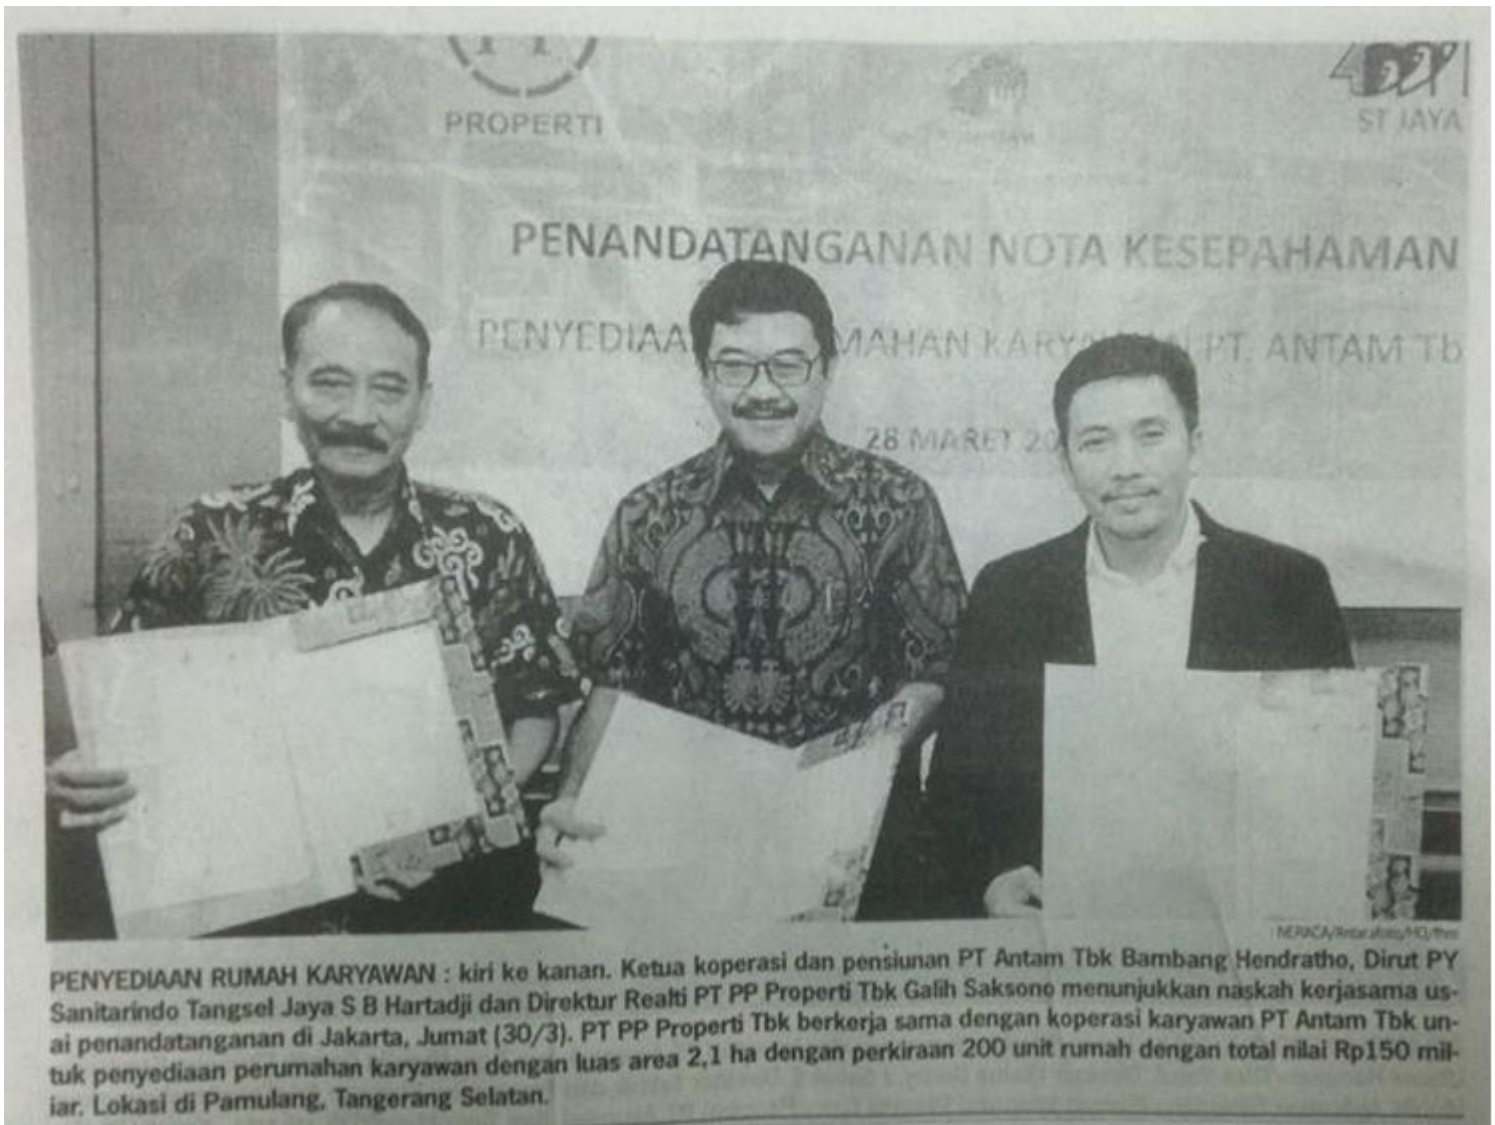 PROPERTI
ST JAYA
PENANDATANGANAN NOTA KESEPAHAMAN
PENYEDIAA MAHAN KARY PT. ANTAM Tb
28 MARET 20
NERACA/Antarafoto/HO/fhm
PENYEDIAAN RUMAH KARYAWAN : kiri ke kanan. Ketua koperasi dan pensiunan PT Antam Tbk Bambang Hendratho, Dirut PY
Sanitarindo Tangsel Jaya S B Hartadji dan Direktur Realti PT PP Properti Tbk Galih Saksono menunjukkan naskah kerjasama us-
ai penandatanganan di Jakarta, Jumat (30/3). PT PP Properti Tbk berkerja sama dengan koperasi karyawan PT Antam Tbk un-
tuk penyediaan perumahan karyawan dengan luas area 2,1 ha dengan perkiraan 200 unit rumah dengan total nilai Rp150 mil-
iar. Lokasi di Pamulang, Tangerang Selatan.